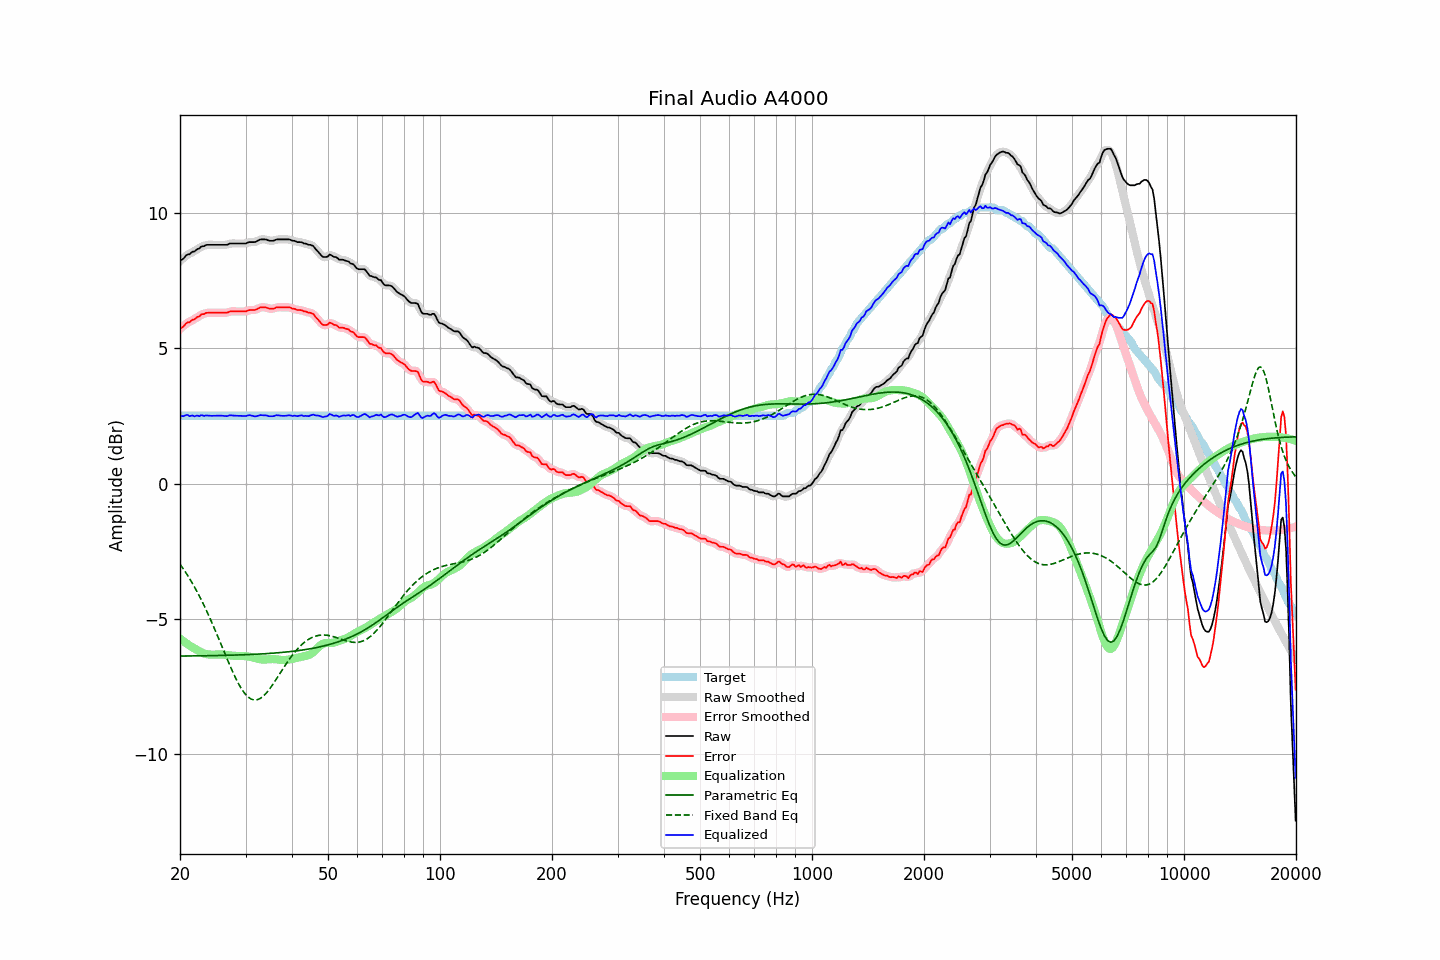 Final Audio A4000
Amplitude (dBr)
10
5
0
−5
−10
Target
Raw Smoothed
Error Smoothed
Raw
Error
Equalization
Parametric Eq
Fixed Band Eq
Equalized
20 50 100 200 500 1000 2000 5000 10000 20000
Frequency (Hz)